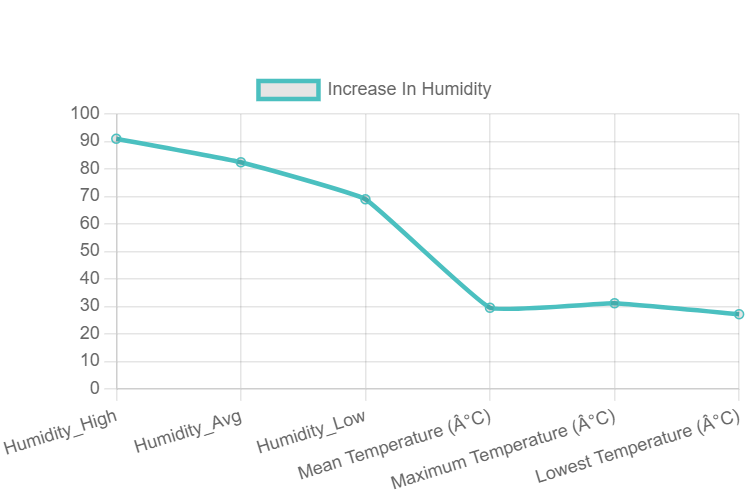 Increase In Humidity
100
90
80
70
60
50
40
30
20
10
0
Humidity_High
Humidity_Avg
Humidity_Low
Mean Temperature (Â°C)
Maximum Temperature (Â°C)
Lowest Temperature (Â°C)